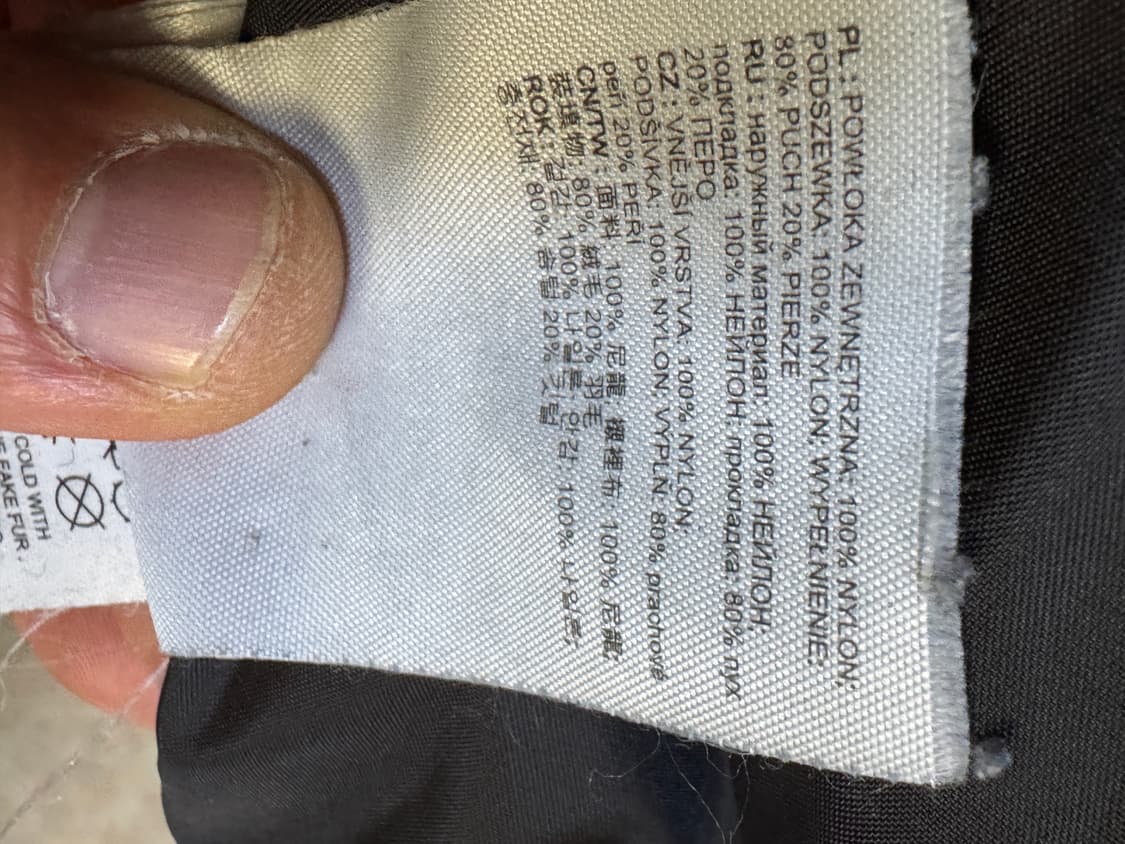 PL : POWŁOKA ZEWNĘTRZNA: 100% NYLON;
PODSZEWKA: 100% NYLON; WYPEŁNIENIE:
80% PUCH 20% PIERZE
RU : наружный материал: 100% НЕЙЛОН;
подкладка: 100% НЕЙЛОН; прокладка: 80% пух
20% ПЕРО
CZ : VNĚJŠÍ VRSTVA: 100% NYLON
PODŠÍVKA: 100% NYLON; VÝPLŇ: 80% prachové
peří 20% PEŘÍ
CN/TW : 面料: 100% 尼龍 襯裡布: 100% 尼龍;
裝填物: 80% 絨毛 20% 羽毛
ROK : 겉감: 100% 나일론, 안감: 100% 나일론;
충전재: 80% 솜털 20% 깃털
COLD WITH
FAKE FUR.